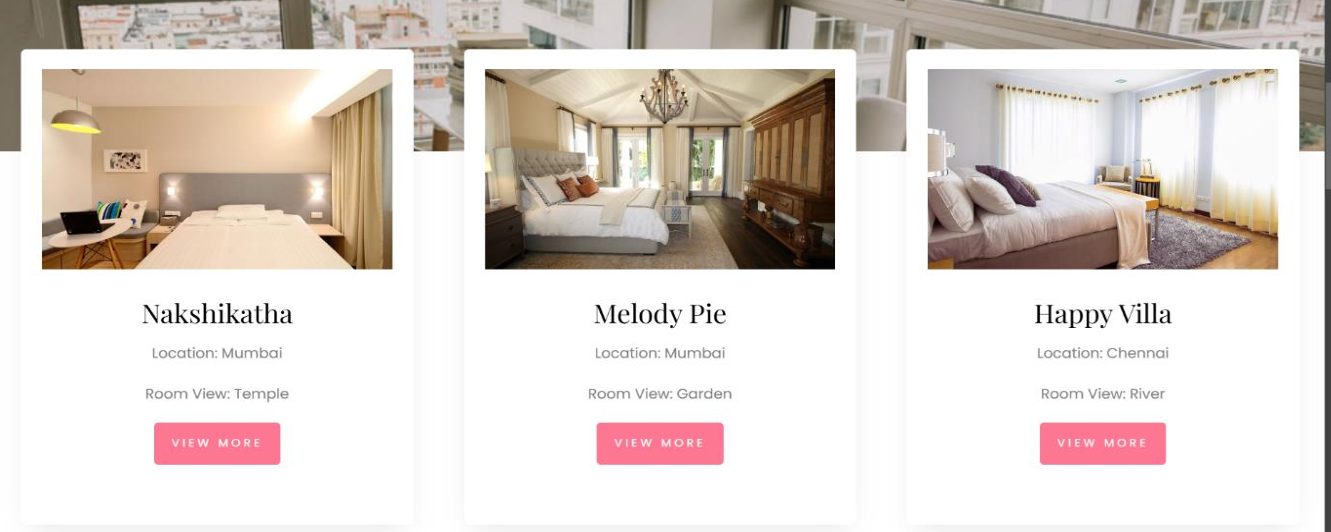 Nakshikatha
Location: Mumbai
Room View: Temple
VIEW MORE
Melody Pie
Location: Mumbai
Room View: Garden
VIEW MORE
Happy Villa
Location: Chennai
Room View: River
VIEW MORE